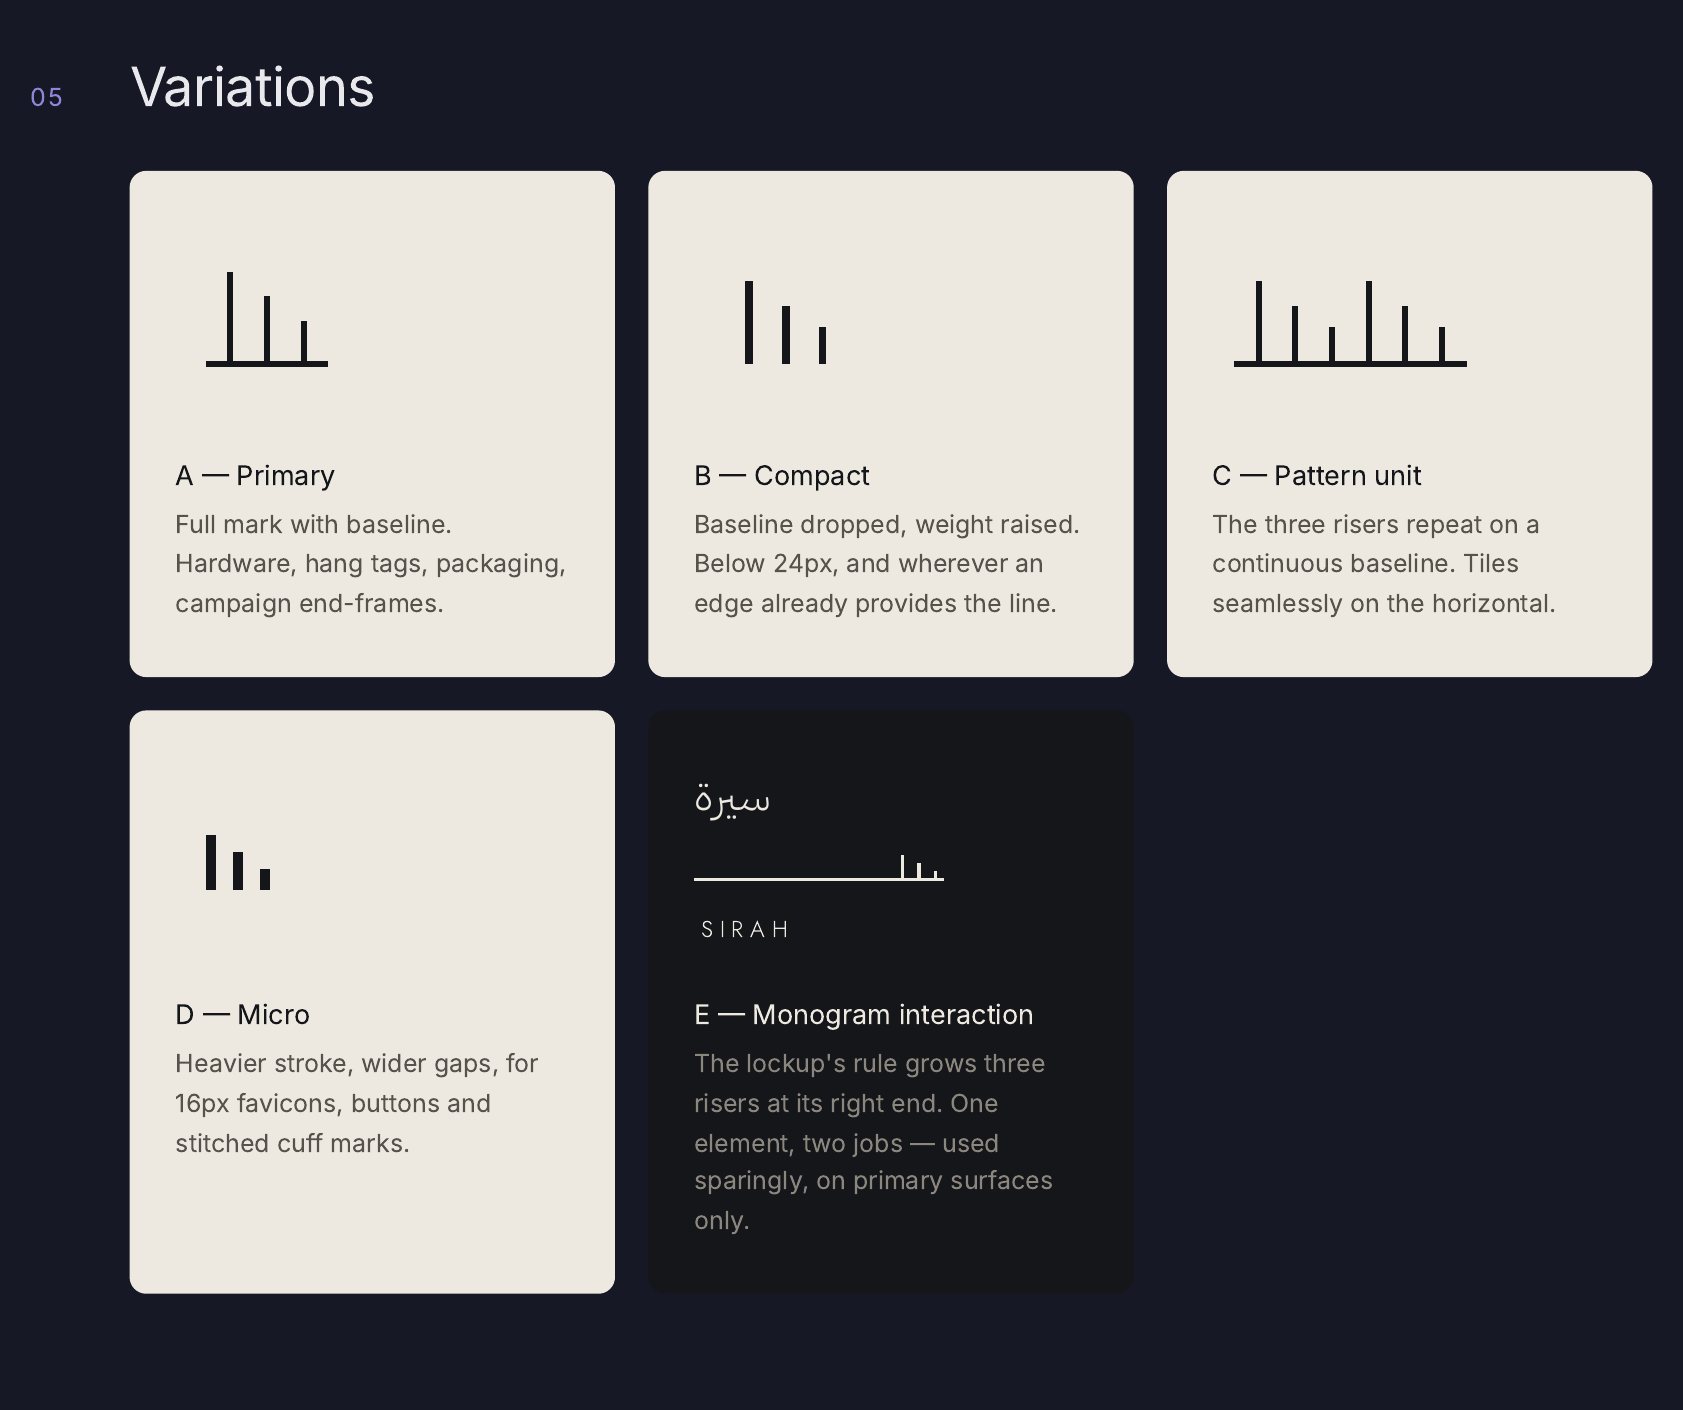 05
Variations
A — Primary
Full mark with baseline.
Hardware, hang tags, packaging,
campaign end-frames.
B — Compact
Baseline dropped, weight raised.
Below 24px, and wherever an
edge already provides the line.
C — Pattern unit
The three risers repeat on a
continuous baseline. Tiles
seamlessly on the horizontal.
D — Micro
Heavier stroke, wider gaps, for
16px favicons, buttons and
stitched cuff marks.
سيرة
SIRAH
E — Monogram interaction
The lockup's rule grows three
risers at its right end. One
element, two jobs — used
sparingly, on primary surfaces
only.